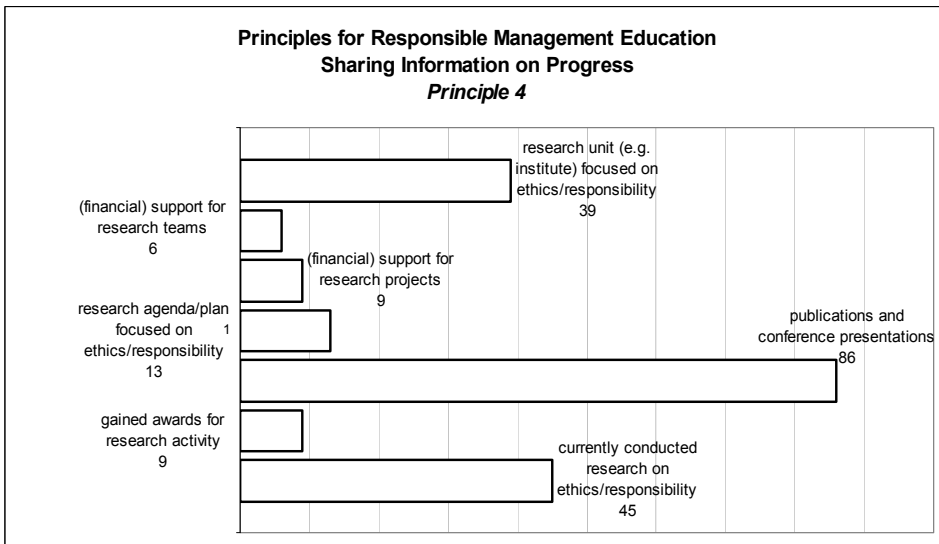 Principles for Responsible Management Education
Sharing Information on Progress
Principle 4
research unit (e.g.
institute) focused on
ethics/responsibility
39
(financial) support for
research teams
6
(financial) support for
research projects
9
research agenda/plan
focused on
ethics/responsibility
13
1
publications and
conference presentations
86
gained awards for
research activity
9
currently conducted
research on
ethics/responsibility
45